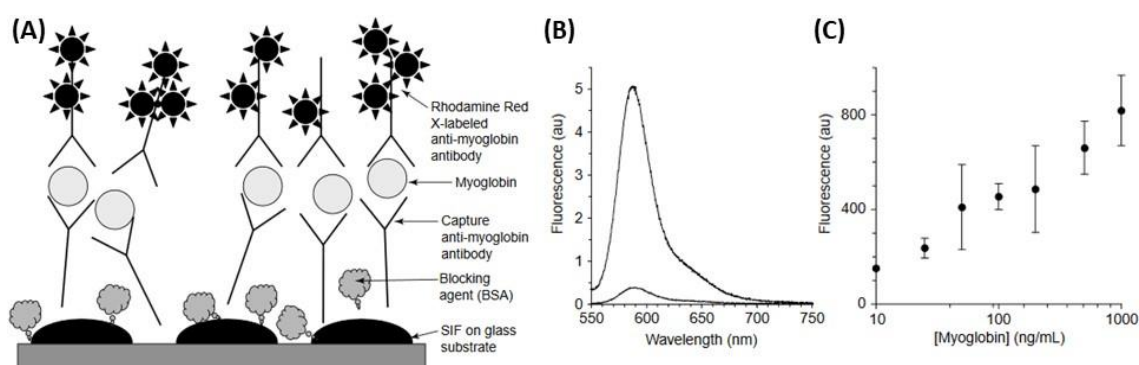 (A)
Rhodamine Red
X-labeled
anti-myoglobin
antibody
Myoglobin
Capture
anti-myoglobin
antibody
Blocking
agent (BSA)
SIF on glass
substrate
(B)
Fluorescence (au)
5
4
3
2
1
0
550 600 650 700 750
Wavelength (nm)
(C)
Fluorescence (au)
800
400
0
10 100 1000
[Myoglobin] (ng/mL)